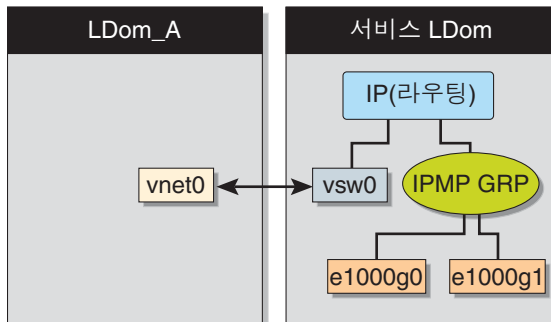 LDom_A
서비스 LDom
IP(라우팅)
vnet0
vsw0
IPMP GRP
e1000g0
e1000g1